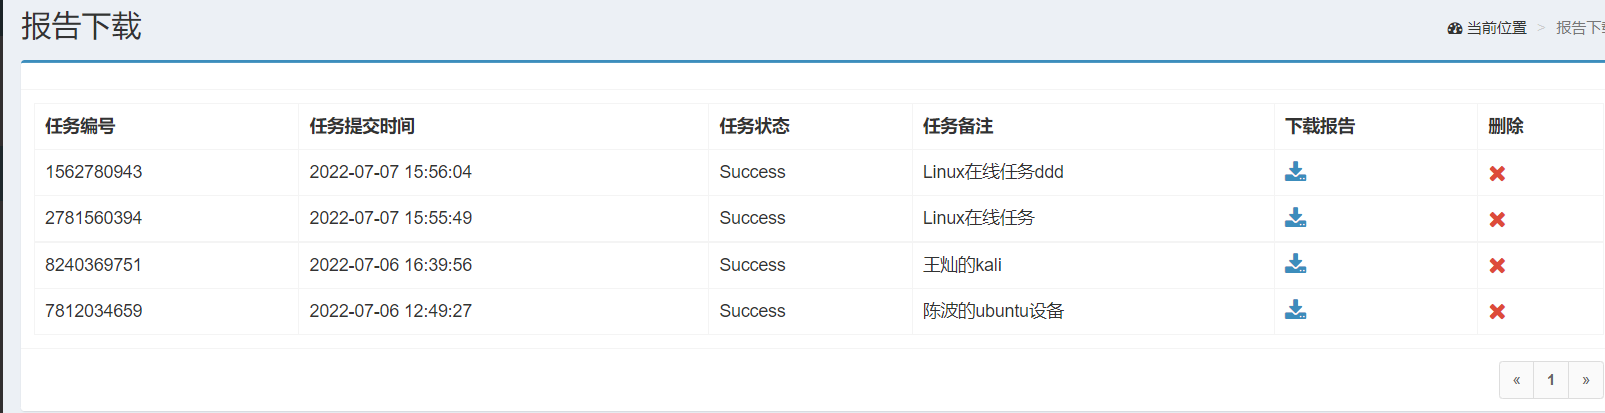 报告下载
当前位置 > 报告下载
任务编号 任务提交时间 任务状态 任务备注 下载报告 删除
1562780943 2022-07-07 15:56:04 Success Linux在线任务ddd
2781560394 2022-07-07 15:55:49 Success Linux在线任务
8240369751 2022-07-06 16:39:56 Success 王灿的kali
7812034659 2022-07-06 12:49:27 Success 陈波的ubuntu设备
« 1 »